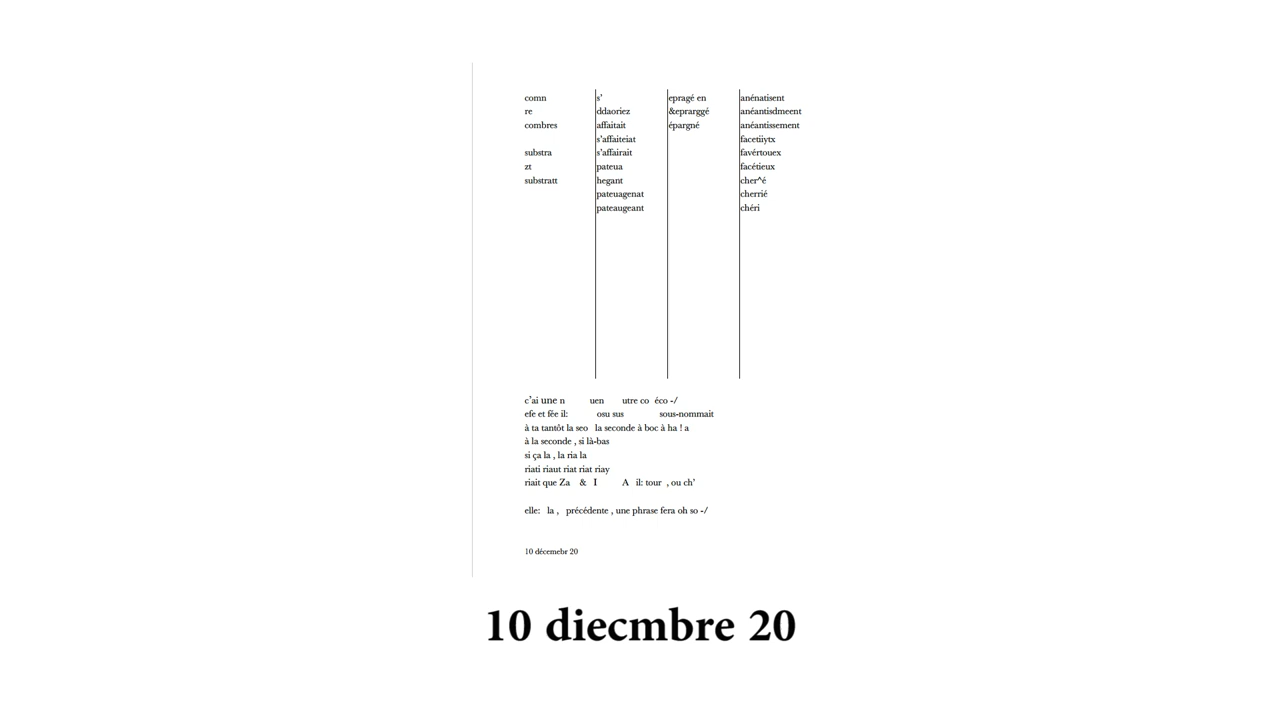 comn s' epragé en anénatisent
re ddaoriez &eprarggé anéantisdmeent
combres affaitait épargné anéantissement
s'affaiteiat facetiiytx
substra s'affairait favértouex
zt pateua facétieux
substratt hegant cher^é
pateuagenat cherrié
pateaugeant chéri
c'ai une n uen utre co éco -/
efe et fëe il: osu sus sous-nommait
à ta tantôt la seo la seconde à boc à ha ! a
à la seconde , si là-bas
si ça la , la ria la
riati riaut riat riat riay
riait que Za & I A il: tour , ou ch'
elle: la , précédente , une phrase fera oh so -/
10 décemebr 20
10 diecmbre 20